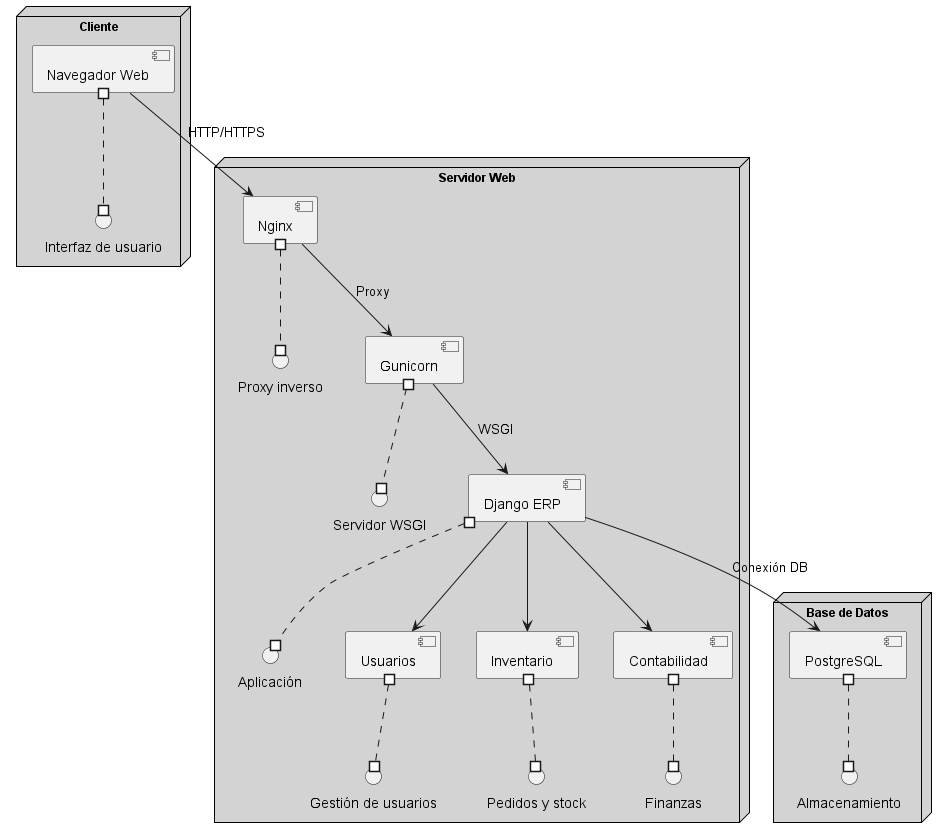 Cliente
Navegador Web
HTTP/HTTPS
Servidor Web
Nginx
Interfaz de usuario
Proxy
Gunicorn
Proxy inverso
WSGI
Django ERP
Servidor WSGI
Conexión DB
Base de Datos
Usuarios
Inventario
Contabilidad
PostgreSQL
Aplicación
Gestión de usuarios
Pedidos y stock
Finanzas
Almacenamiento